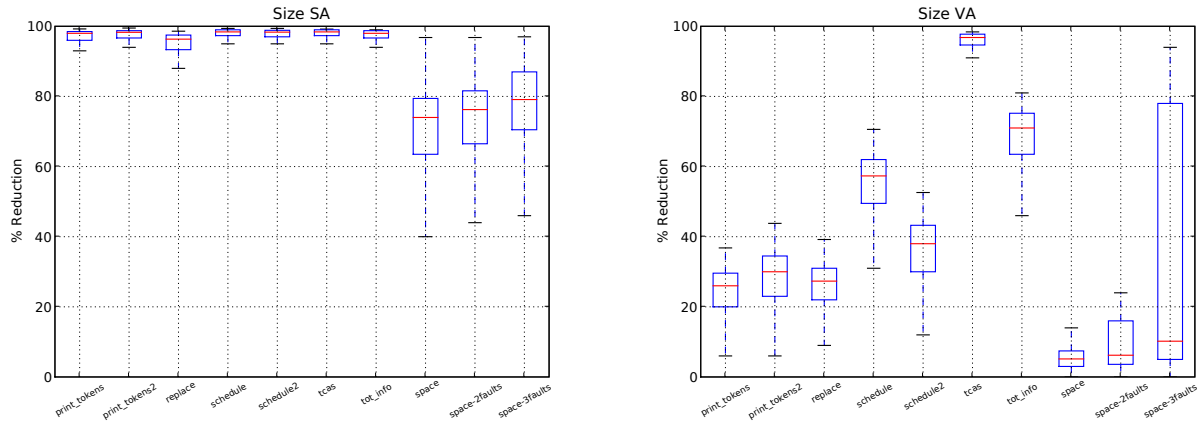 Size SA
% Reduction
100
80
60
40
20
0
print_tokens
print_tokens2
replace
schedule
schedule2
tcas
tot_info
space
space-2faults
space-3faults
Size VA
% Reduction
100
80
60
40
20
0
print_tokens
print_tokens2
replace
schedule
schedule2
tcas
tot_info
space
space-2faults
space-3faults